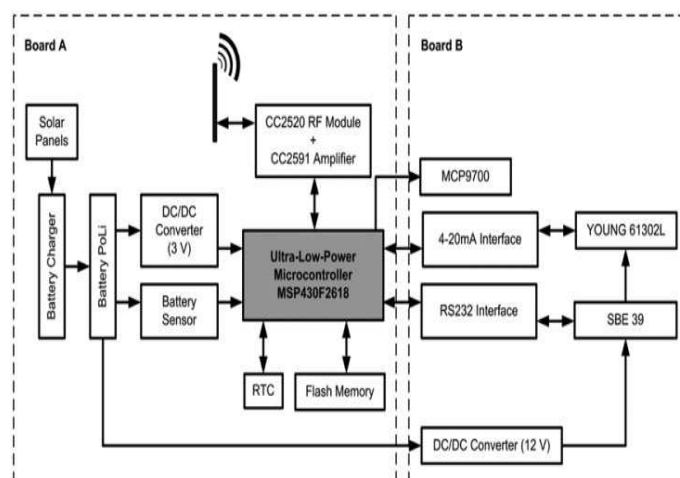 Board A
Board B
Solar
Panels
CC2520 RF Module
+
CC2591 Amplifier
MCP9700
Battery Charger
Battery PoLi
DC/DC
Converter
(3 V)
Ultra-Low-Power
Microcontroller
MSP430F2618
4-20mA Interface
YOUNG 61302L
Battery
Sensor
RS232 Interface
SBE 39
RTC
Flash Memory
DC/DC Converter (12 V)